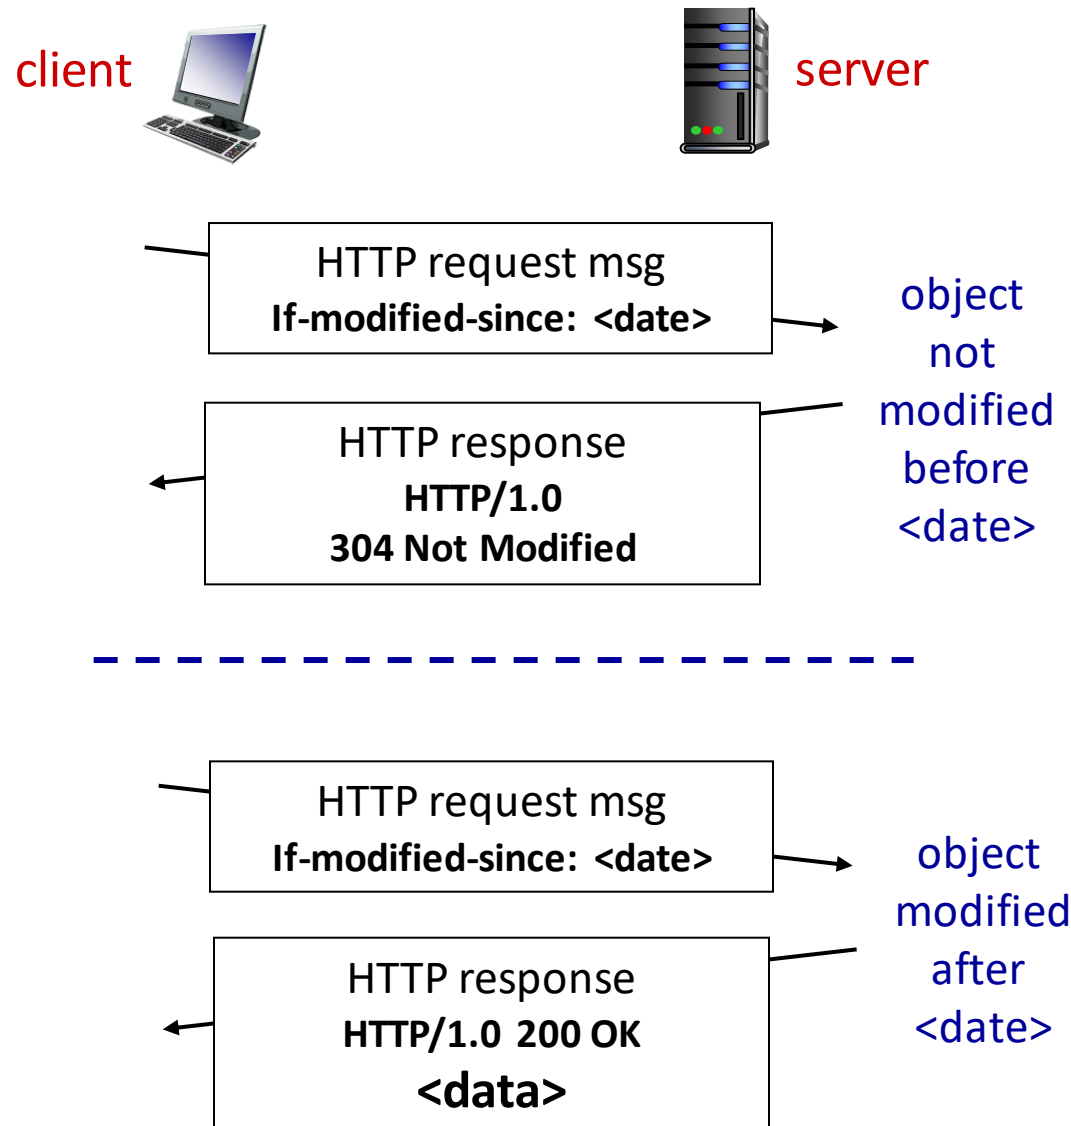 client
server
HTTP request msg
If-modified-since: <date>
object
not
modified
before
<date>
HTTP response
HTTP/1.0
304 Not Modified
HTTP request msg
If-modified-since: <date>
object
modified
after
<date>
HTTP response
HTTP/1.0 200 OK
<data>